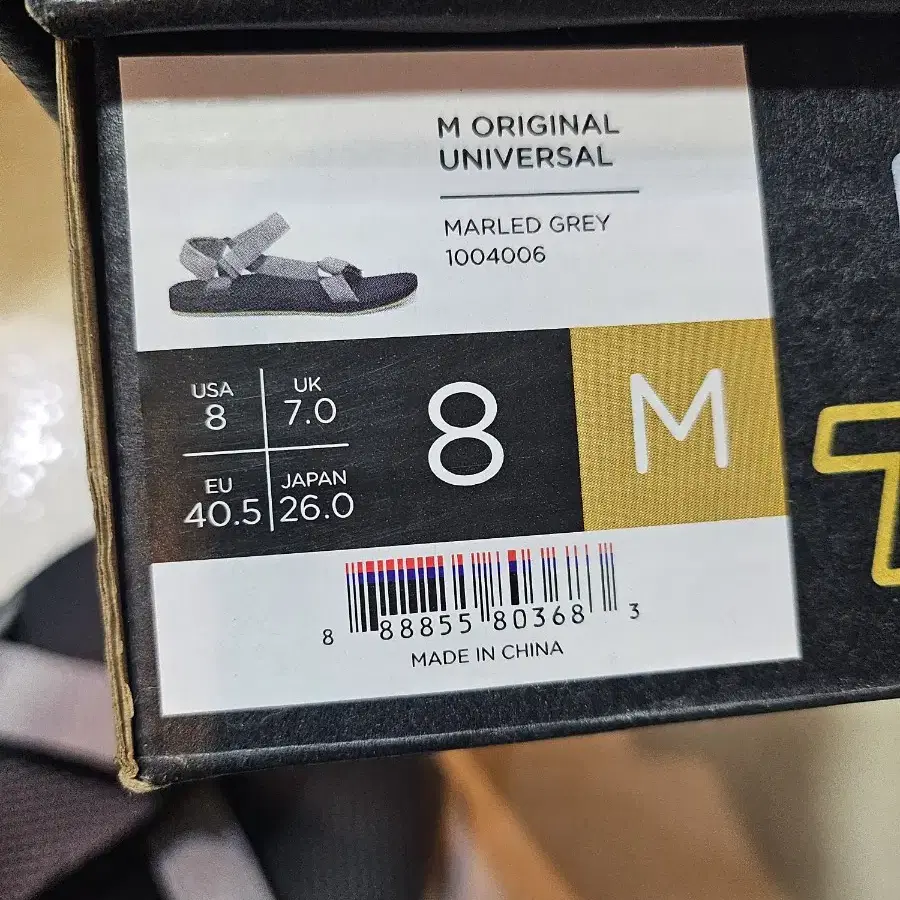 M ORIGINAL
UNIVERSAL
MARLED GREY
1004006
USA
8
UK
7.0
EU
40.5
JAPAN
26.0
8
M
8 88855 80368 3
MADE IN CHINA
T